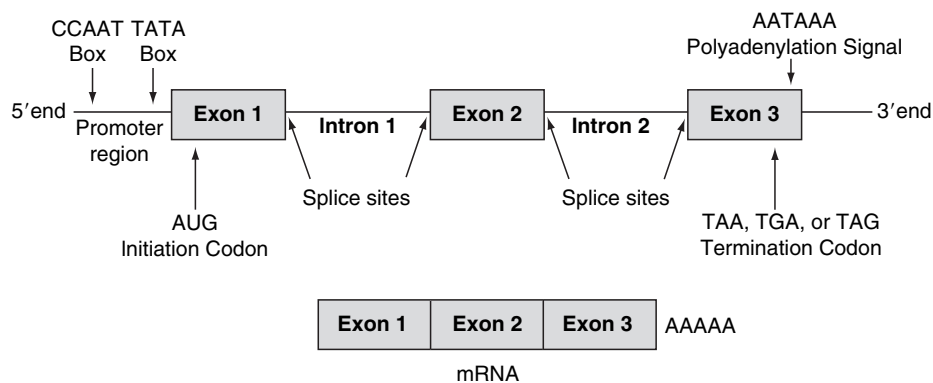 CCAAT TATA
Box Box
AATAAA
Polyadenylation Signal
5′end
Exon 1
Intron 1
Exon 2
Intron 2
Exon 3
3′end
Promoter
region
Splice sites
Splice sites
AUG
Initiation Codon
TAA, TGA, or TAG
Termination Codon
Exon 1 Exon 2 Exon 3 AAAAA
mRNA